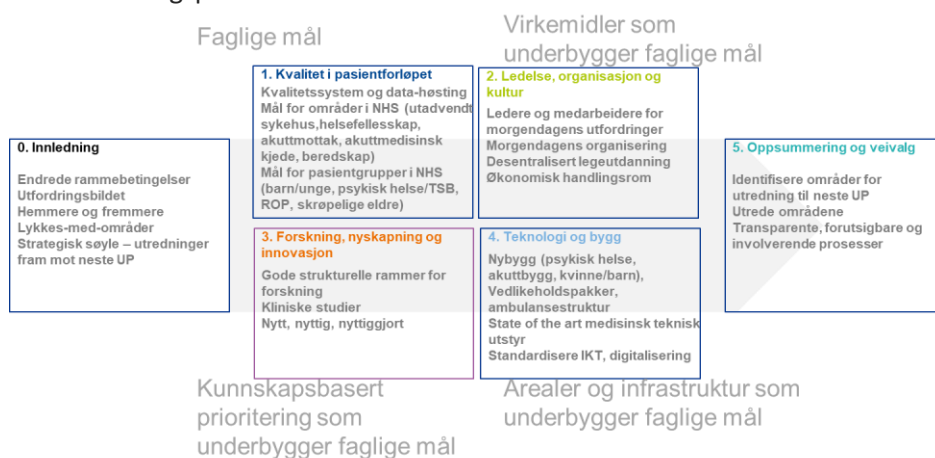 Faglige mål
Virkemidler som
underbygger faglige mål
0. Innledning
Endrede rammebetingelser
Utfordringsbildet
Hemmere og fremmere
Lykkes-med-områder
Strategisk søyle – utredninger
fram mot neste UP
1. Kvalitet i pasientforløpet
Kvalitetssystem og data-høsting
Mål for områder i NHS (utadvendt
sykehus,helsefellesskap,
akuttmottak, akuttmedisinsk
kjede, beredskap)
Mål for pasientgrupper i NHS
(barn/unge, psykisk helse/TSB,
ROP, skrøpelige eldre)
2. Ledelse, organisasjon og
kultur
Ledere og medarbeidere for
morgendagens utfordringer
Morgendagens organisering
Desentralisert legeutdanning
Økonomisk handlingsrom
3. Forskning, nyskapning og
innovasjon
Gode strukturelle rammer for
forskning
Kliniske studier
Nytt, nyttig, nyttiggjort
4. Teknologi og bygg
Nybygg (psykisk helse,
akuttbygg, kvinne/barn),
Vedlikeholdspakker,
ambulansestruktur
State of the art medisinsk teknisk
utstyr
Standardisere IKT, digitalisering
5. Oppsummering og veivalg
Identifisere områder for
utredning til neste UP
Utrede områdene
Transparente, forutsigbare og
involverende prosesser
Kunnskapsbasert
prioritering som
underbygger faglige mål
Arealer og infrastruktur som
underbygger faglige mål